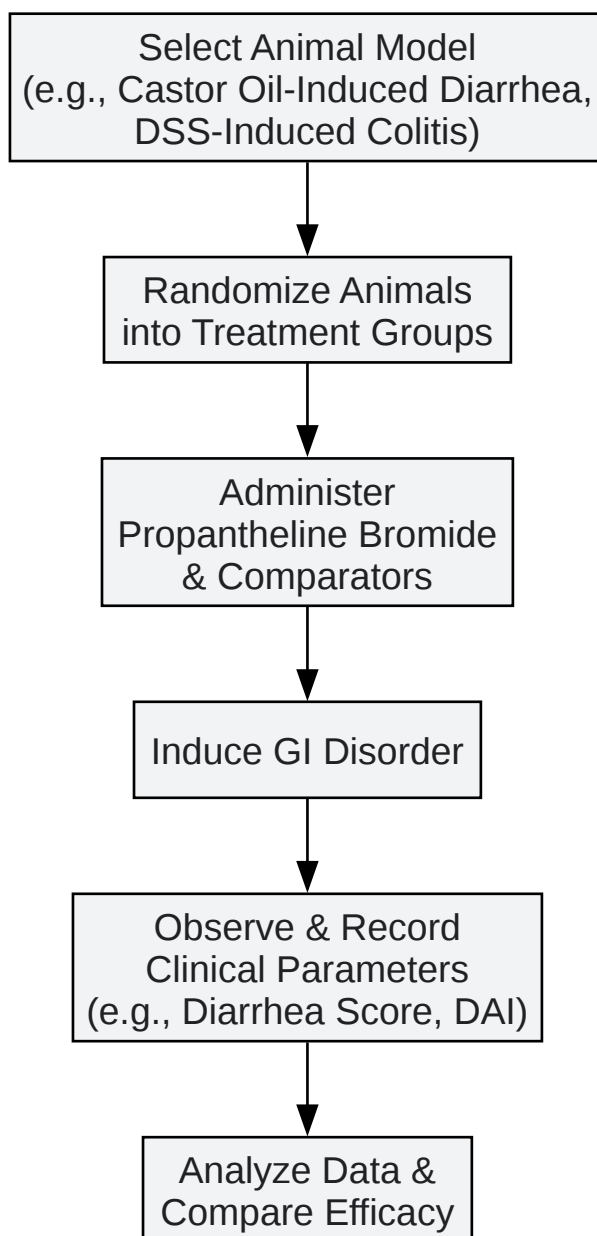 Select Animal Model
(e.g., Castor Oil-Induced Diarrhea,
DSS-Induced Colitis)
Randomize Animals
into Treatment Groups
Administer
Propantheline Bromide
& Comparators
Induce GI Disorder
Observe & Record
Clinical Parameters
(e.g., Diarrhea Score, DAI)
Analyze Data &
Compare Efficacy